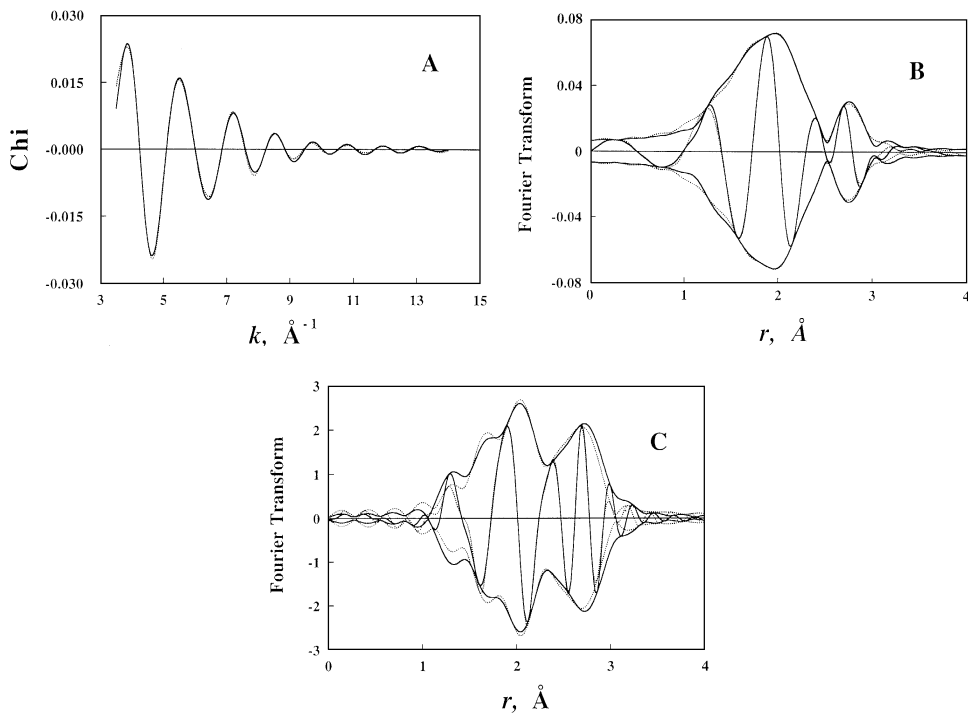 0.030
0.015
-0.000
-0.015
-0.030
Chi
A
3 5 7 9 11 13 15
k, Å-1
0.08
0.04
0
-0.04
-0.08
Fourier Transform
B
0 1 2 3 4
r, Å
3
2
1
0
-1
-2
-3
Fourier Transform
C
0 1 2 3 4
r, Å